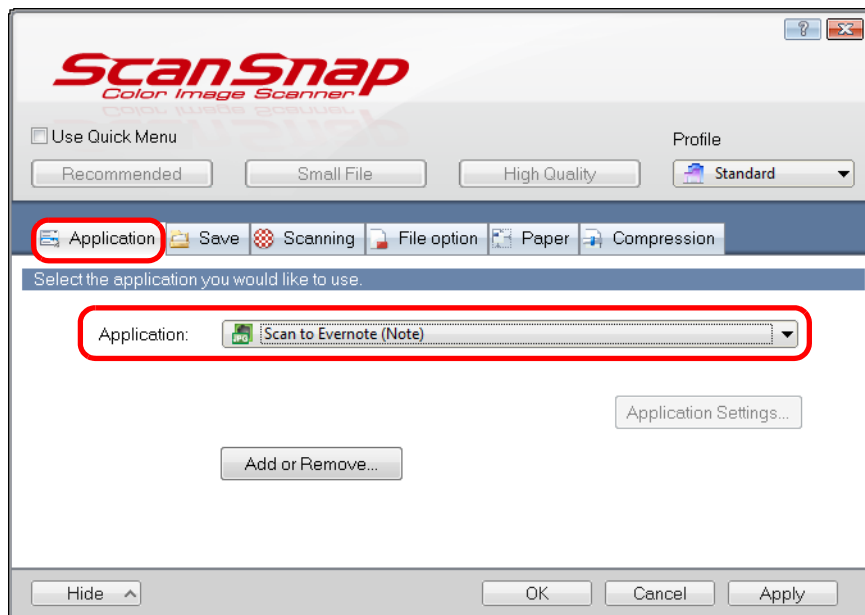 ScanSnap
Color Image Scanner
Use Quick Menu
Profile
Recommended Small File High Quality Standard
Application Save Scanning File option Paper Compression
Select the application you would like to use.
Application: JPG Scan to Evernote (Note)
Application Settings...
Add or Remove...
Hide OK Cancel Apply